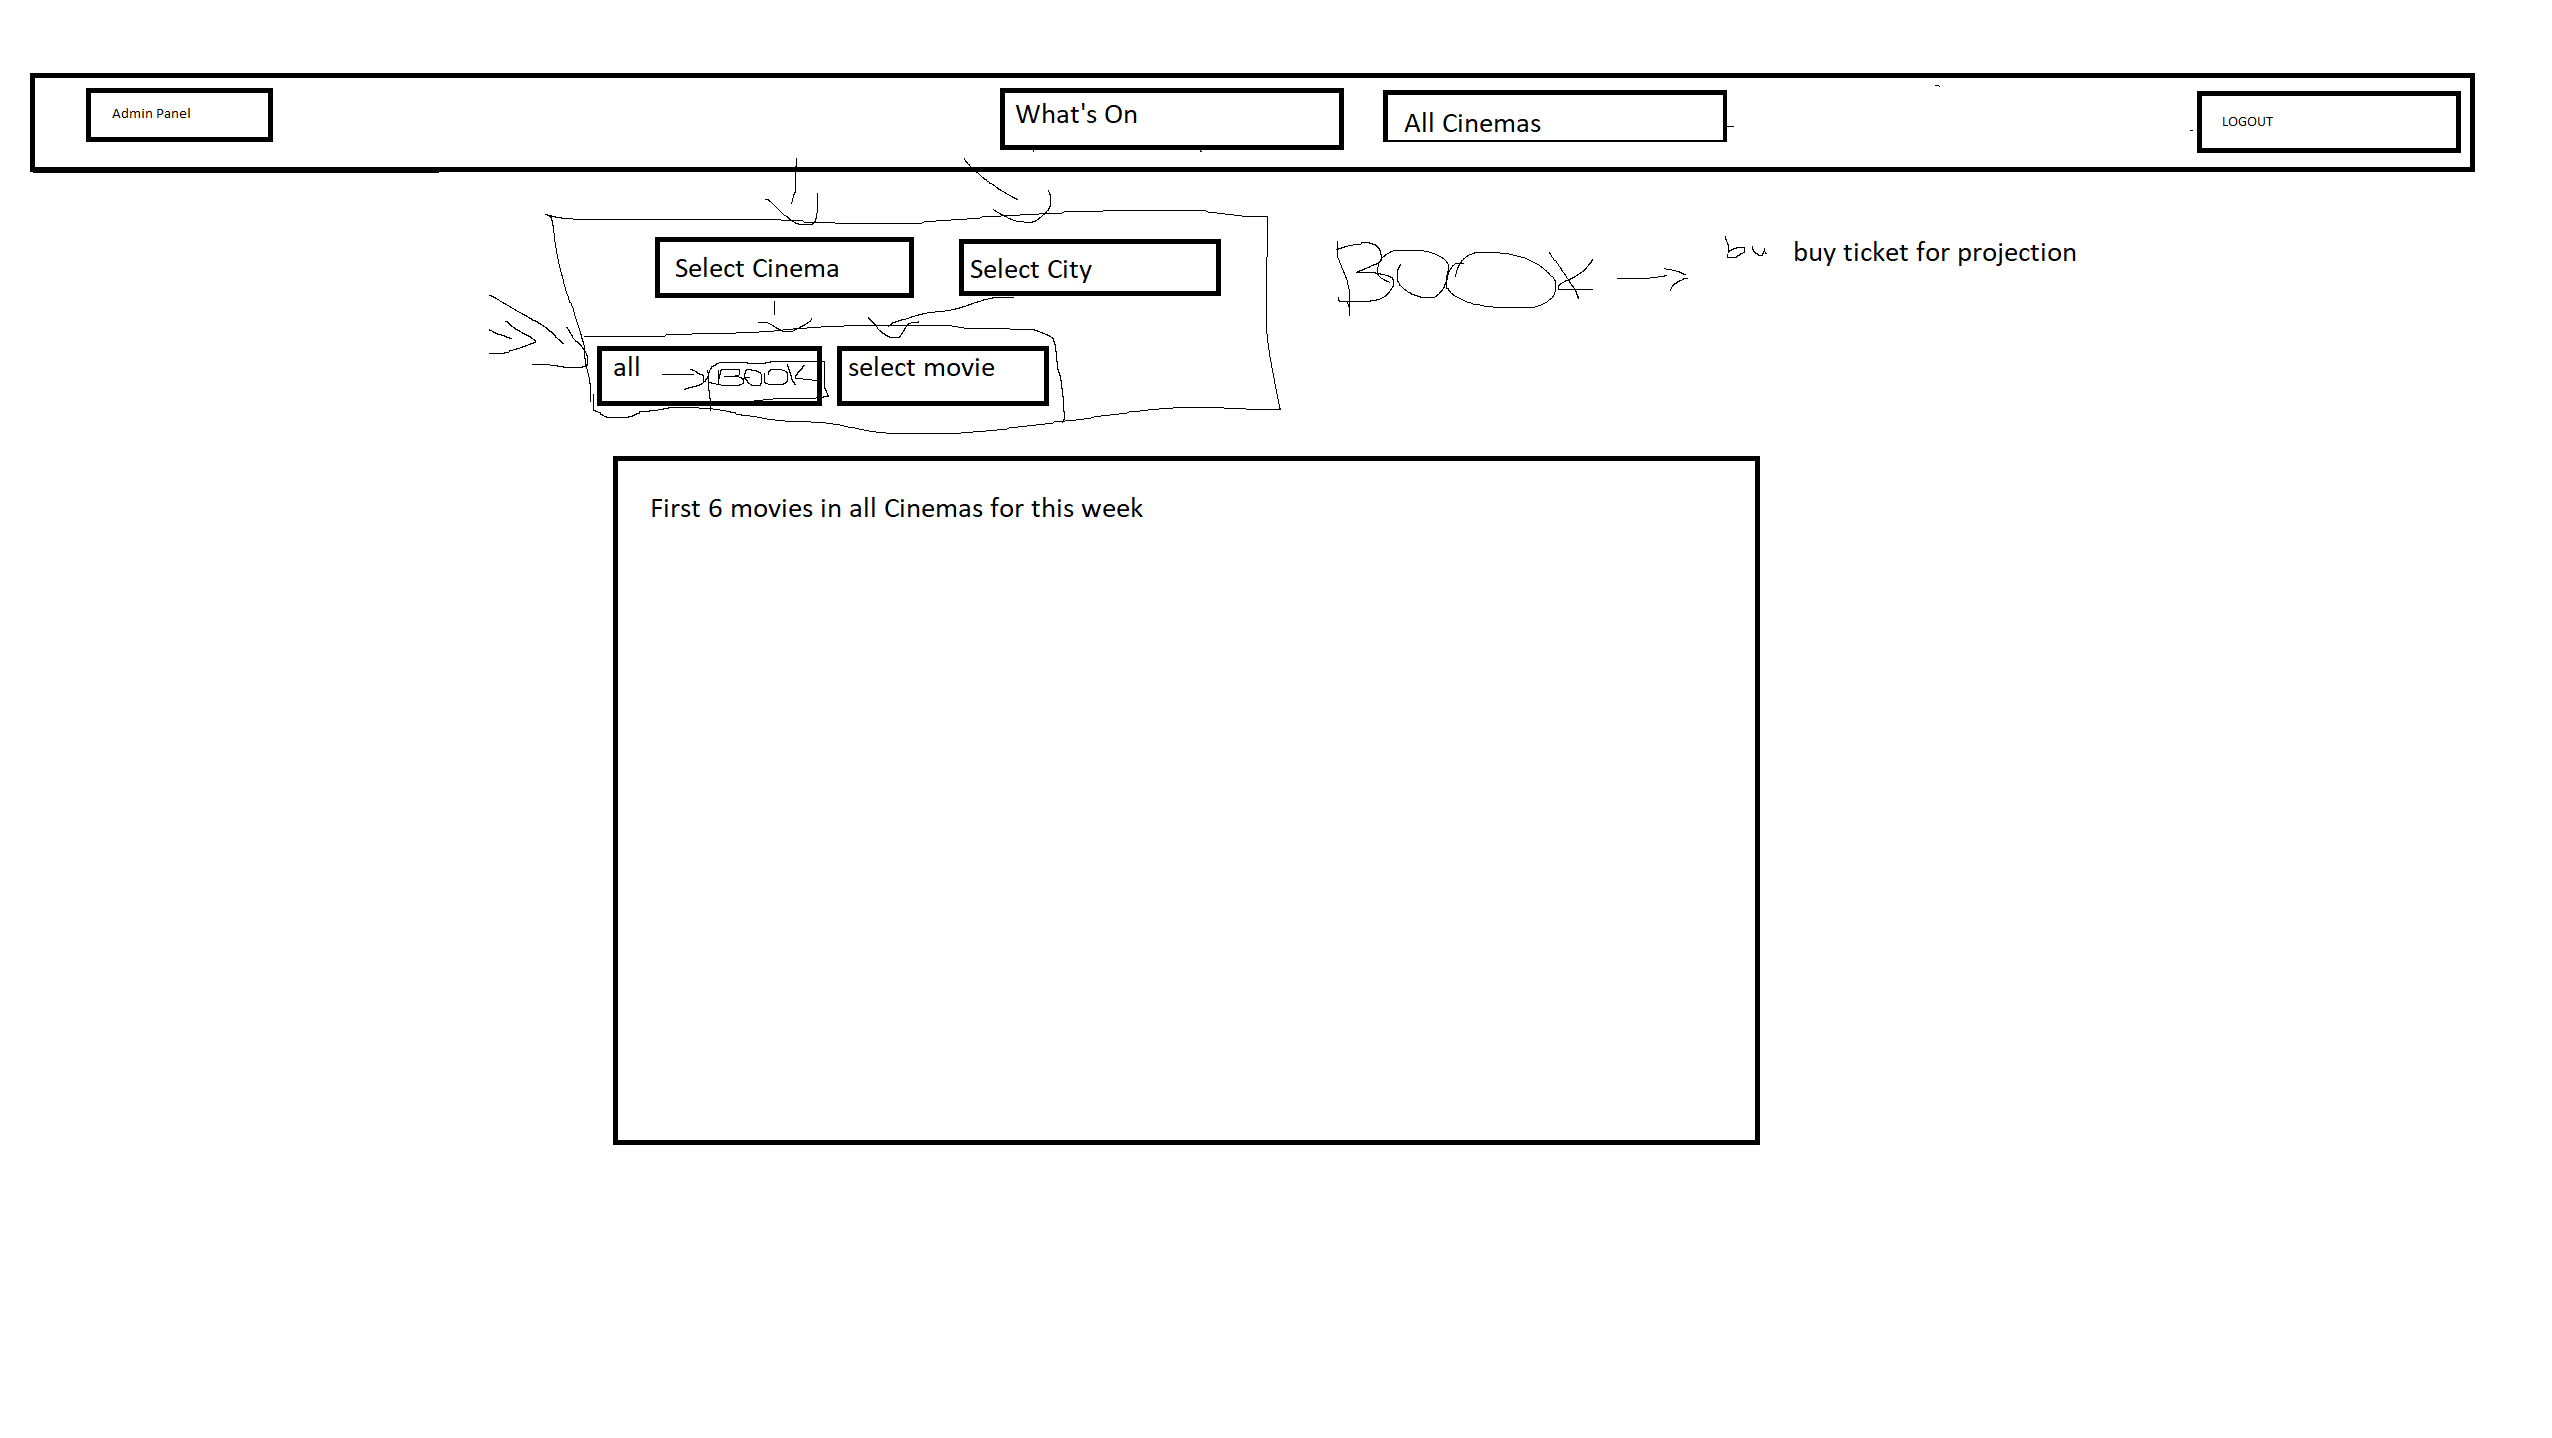 Admin Panel
What's On
All Cinemas
LOGOUT
Select Cinema
Select City
BOOK
bu
buy ticket for projection
all
BOOK
select movie
First 6 movies in all Cinemas for this week